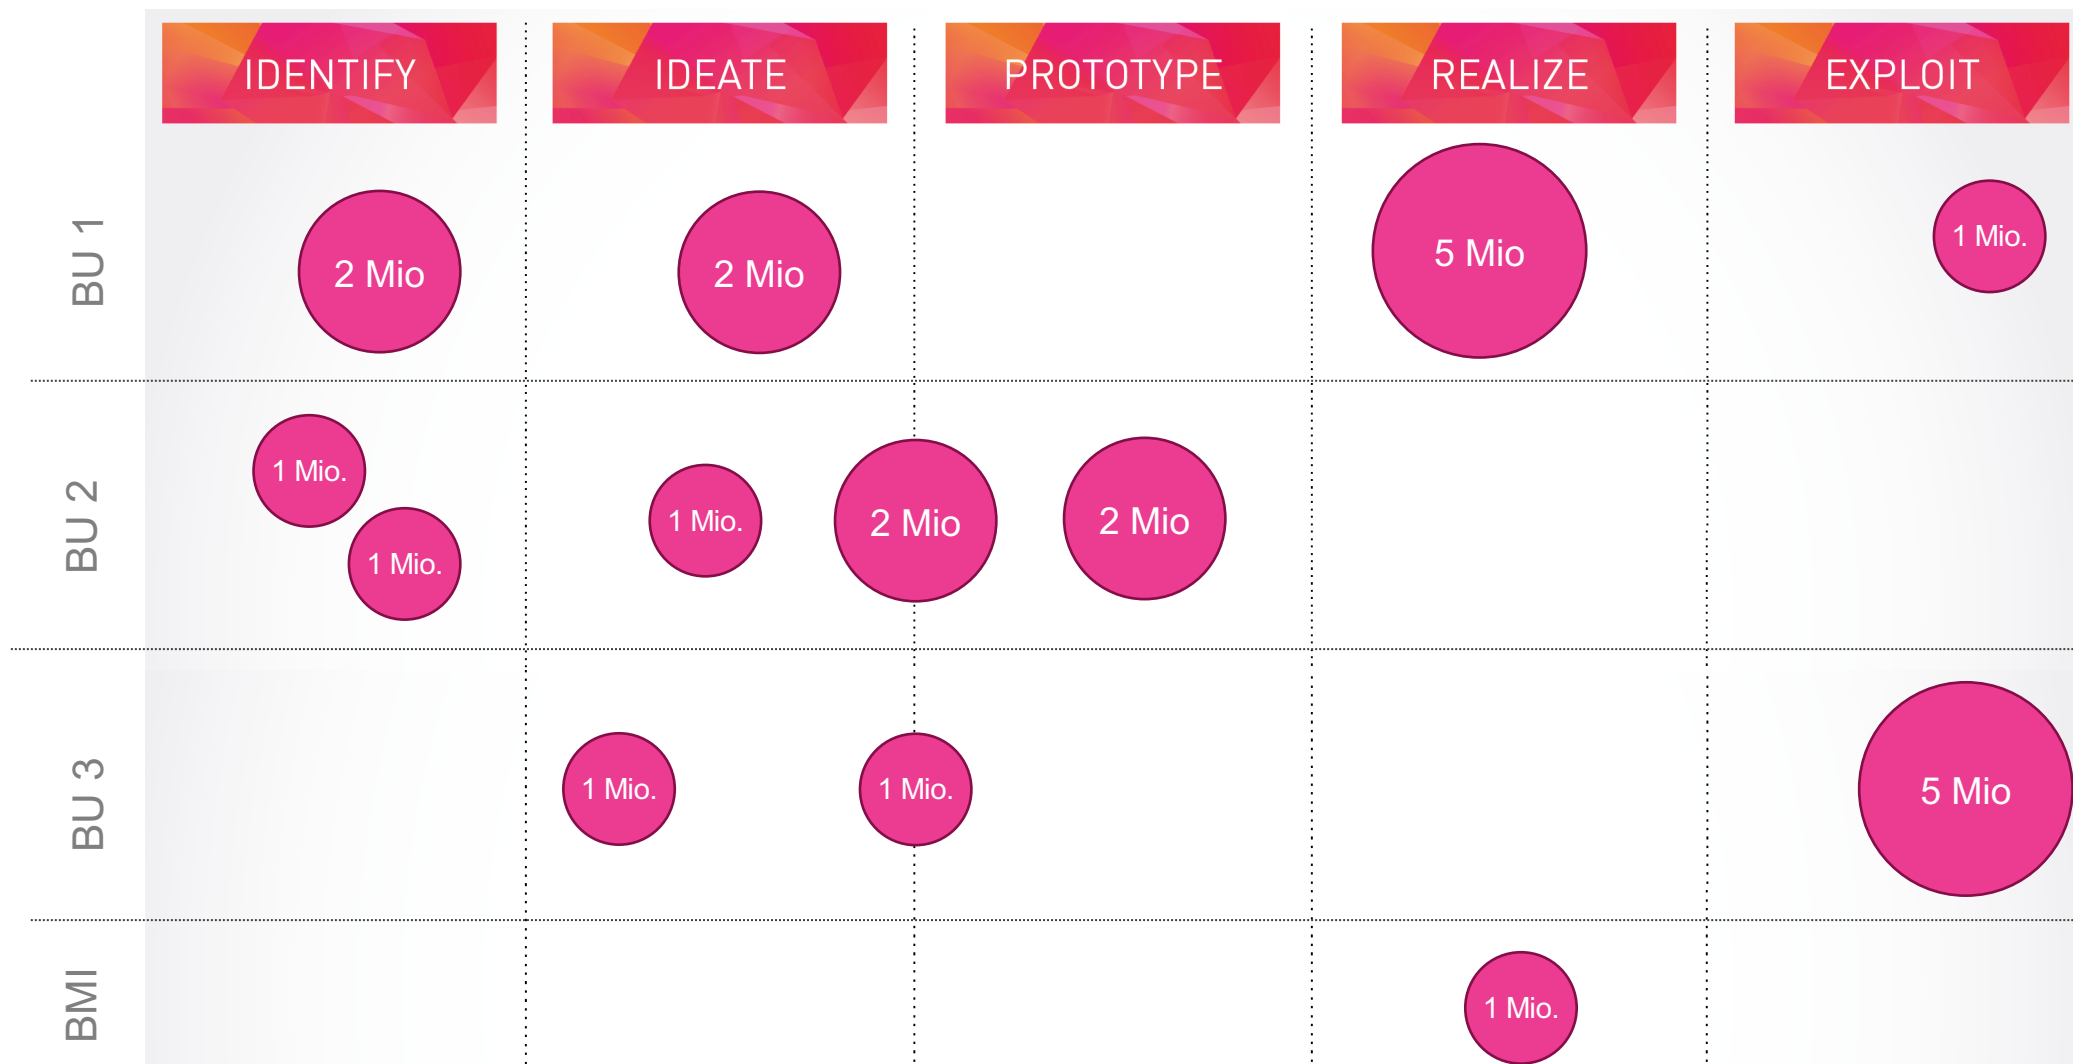 IDENTIFY
IDEATE
PROTOTYPE
REALIZE
EXPLOIT
BU 1
2 Mio
2 Mio
5 Mio
1 Mio.
BU 2
1 Mio.
1 Mio.
1 Mio.
2 Mio
2 Mio
BU 3
1 Mio.
1 Mio.
5 Mio
BMI
1 Mio.